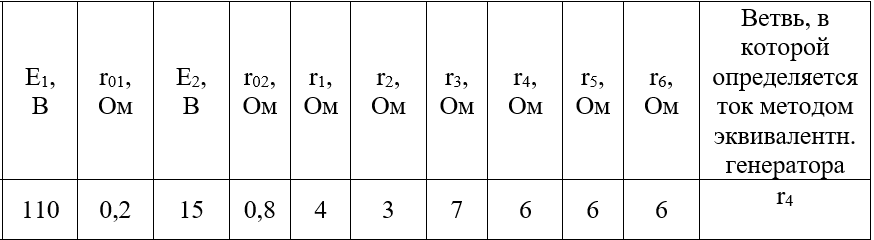 E₁, В
r₀₁, Ом
E₂, В
r₀₂, Ом
r₁, Ом
r₂, Ом
r₃, Ом
r₄, Ом
r₅, Ом
r₆, Ом
Ветвь, в
которой
определяется
ток методом
эквивалентн.
генератора
110 0,2 15 0,8 4 3 7 6 6 6 r₄